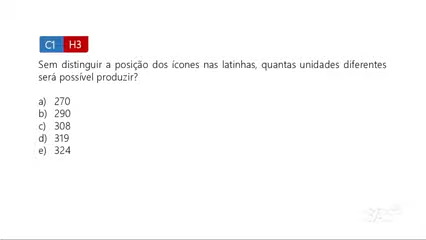 C1 H3
Sem distinguir a posição dos ícones nas latinhas, quantas unidades diferentes
será possível produzir?
a) 270
b) 290
c) 308
d) 319
e) 324